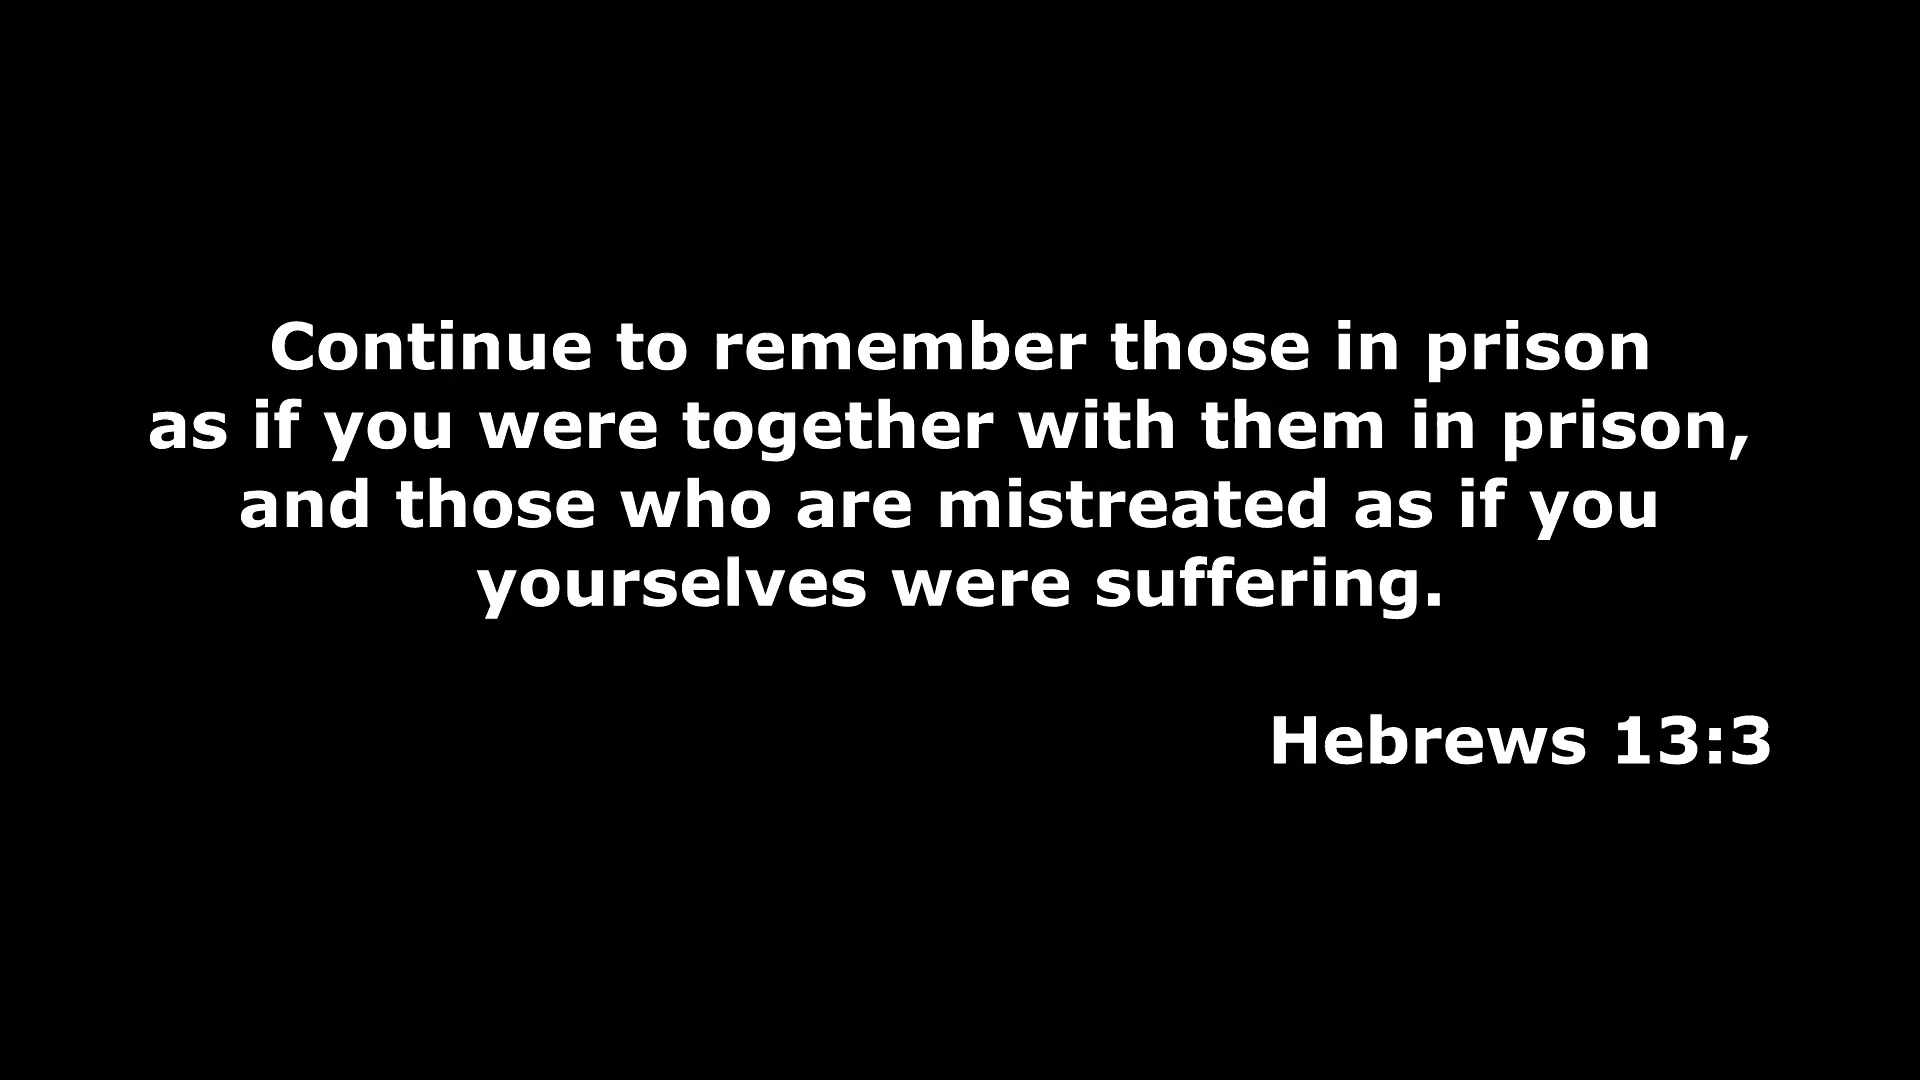 Continue to remember those in prison
as if you were together with them in prison,
and those who are mistreated as if you
yourselves were suffering.
Hebrews 13:3